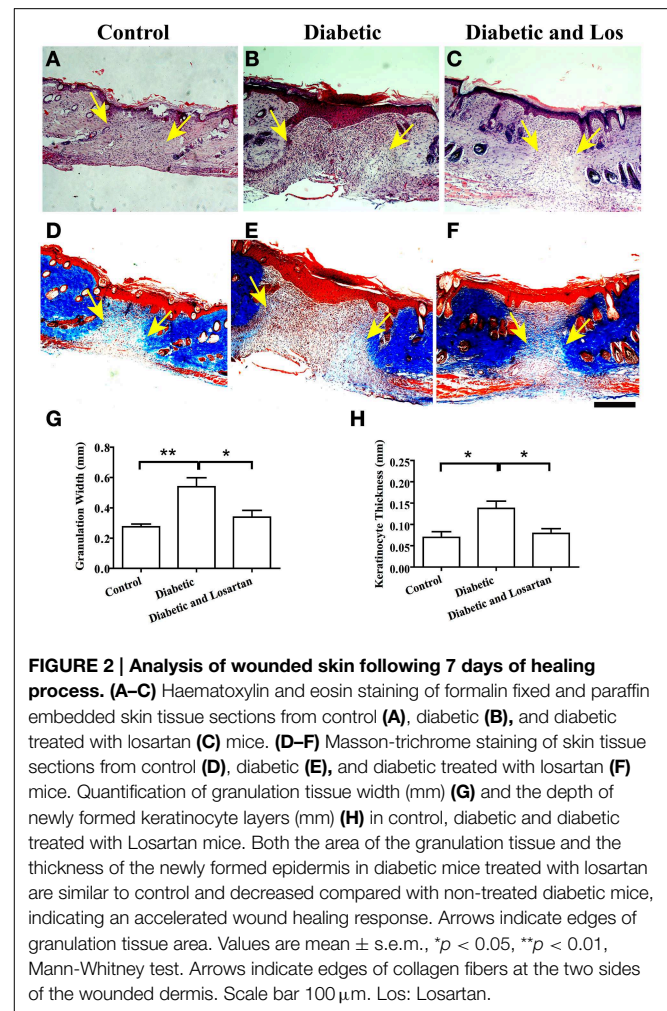 Control Diabetic Diabetic and Los
A B C
D E F
G H
Granulation Width (mm)
0.8
0.6
0.4
0.2
0.0
** *
Control Diabetic Diabetic and Losartan
Keratinocyte Thickness (mm)
0.25
0.20
0.15
0.10
0.05
0.00
* *
Control Diabetic Diabetic and Losartan
FIGURE 2 | Analysis of wounded skin following 7 days of healing
process. (A–C) Haematoxylin and eosin staining of formalin fixed and paraffin
embedded skin tissue sections from control (A), diabetic (B), and diabetic
treated with losartan (C) mice. (D–F) Masson-trichrome staining of skin tissue
sections from control (D), diabetic (E), and diabetic treated with losartan (F)
mice. Quantification of granulation tissue width (mm) (G) and the depth of
newly formed keratinocyte layers (mm) (H) in control, diabetic and diabetic
treated with Losartan mice. Both the area of the granulation tissue and the
thickness of the newly formed epidermis in diabetic mice treated with losartan
are similar to control and decreased compared with non-treated diabetic mice,
indicating an accelerated wound healing response. Arrows indicate edges of
granulation tissue area. Values are mean ± s.e.m., *p < 0.05, **p < 0.01,
Mann-Whitney test. Arrows indicate edges of collagen fibers at the two sides
of the wounded dermis. Scale bar 100 μm. Los: Losartan.